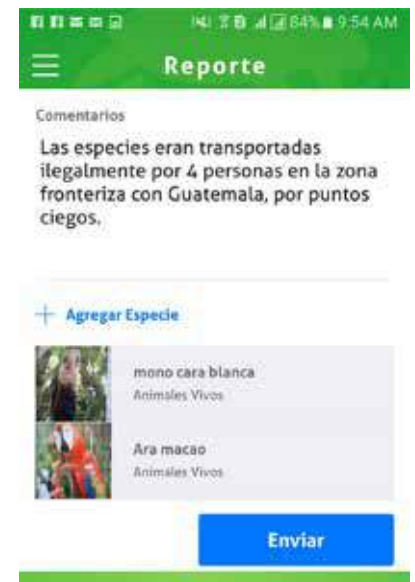 84% 9:54 AM
Reporte
Comentarios
Las especies eran transportadas
ilegalmente por 4 personas en la zona
fronteriza con Guatemala, por puntos
ciegos.
+ Agregar Especie
mono cara blanca
Animales Vivos
Ara macao
Animales Vivos
Enviar